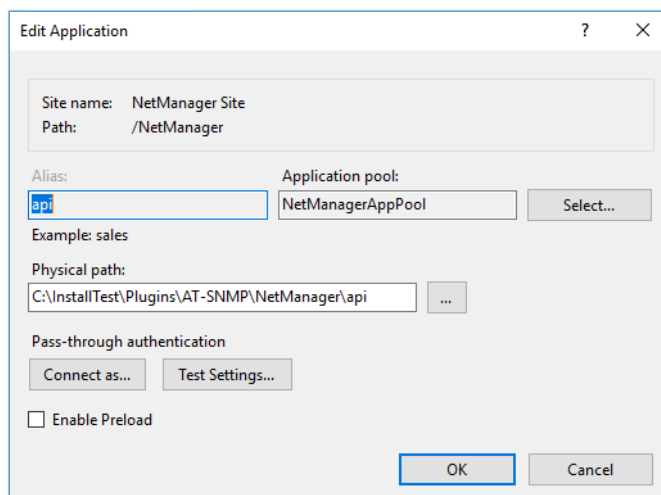 Edit Application
?
Site name: NetManager Site
Path: /NetManager
Alias: Application pool:
api NetManagerAppPool Select...
Example: sales
Physical path:
C:\InstallTest\Plugins\AT-SNMP\NetManager\api ...
Pass-through authentication
Connect as... Test Settings...
Enable Preload
OK Cancel